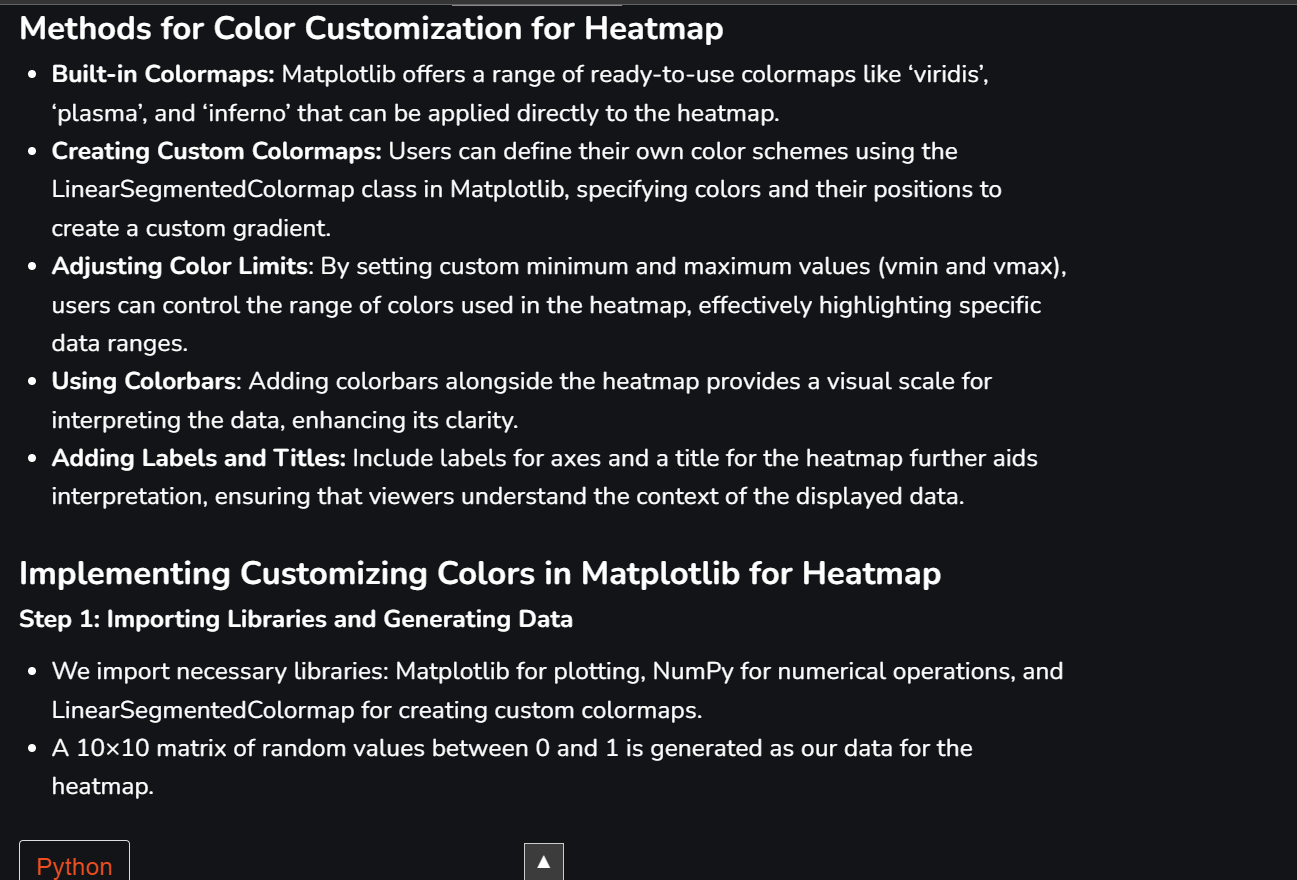 Methods for Color Customization for Heatmap
• Built-in Colormaps: Matplotlib offers a range of ready-to-use colormaps like ‘viridis’,
‘plasma’, and ‘inferno’ that can be applied directly to the heatmap.
• Creating Custom Colormaps: Users can define their own color schemes using the
LinearSegmentedColormap class in Matplotlib, specifying colors and their positions to
create a custom gradient.
• Adjusting Color Limits: By setting custom minimum and maximum values (vmin and vmax),
users can control the range of colors used in the heatmap, effectively highlighting specific
data ranges.
• Using Colorbars: Adding colorbars alongside the heatmap provides a visual scale for
interpreting the data, enhancing its clarity.
• Adding Labels and Titles: Include labels for axes and a title for the heatmap further aids
interpretation, ensuring that viewers understand the context of the displayed data.
Implementing Customizing Colors in Matplotlib for Heatmap
Step 1: Importing Libraries and Generating Data
• We import necessary libraries: Matplotlib for plotting, NumPy for numerical operations, and
LinearSegmentedColormap for creating custom colormaps.
• A 10×10 matrix of random values between 0 and 1 is generated as our data for the
heatmap.
Python